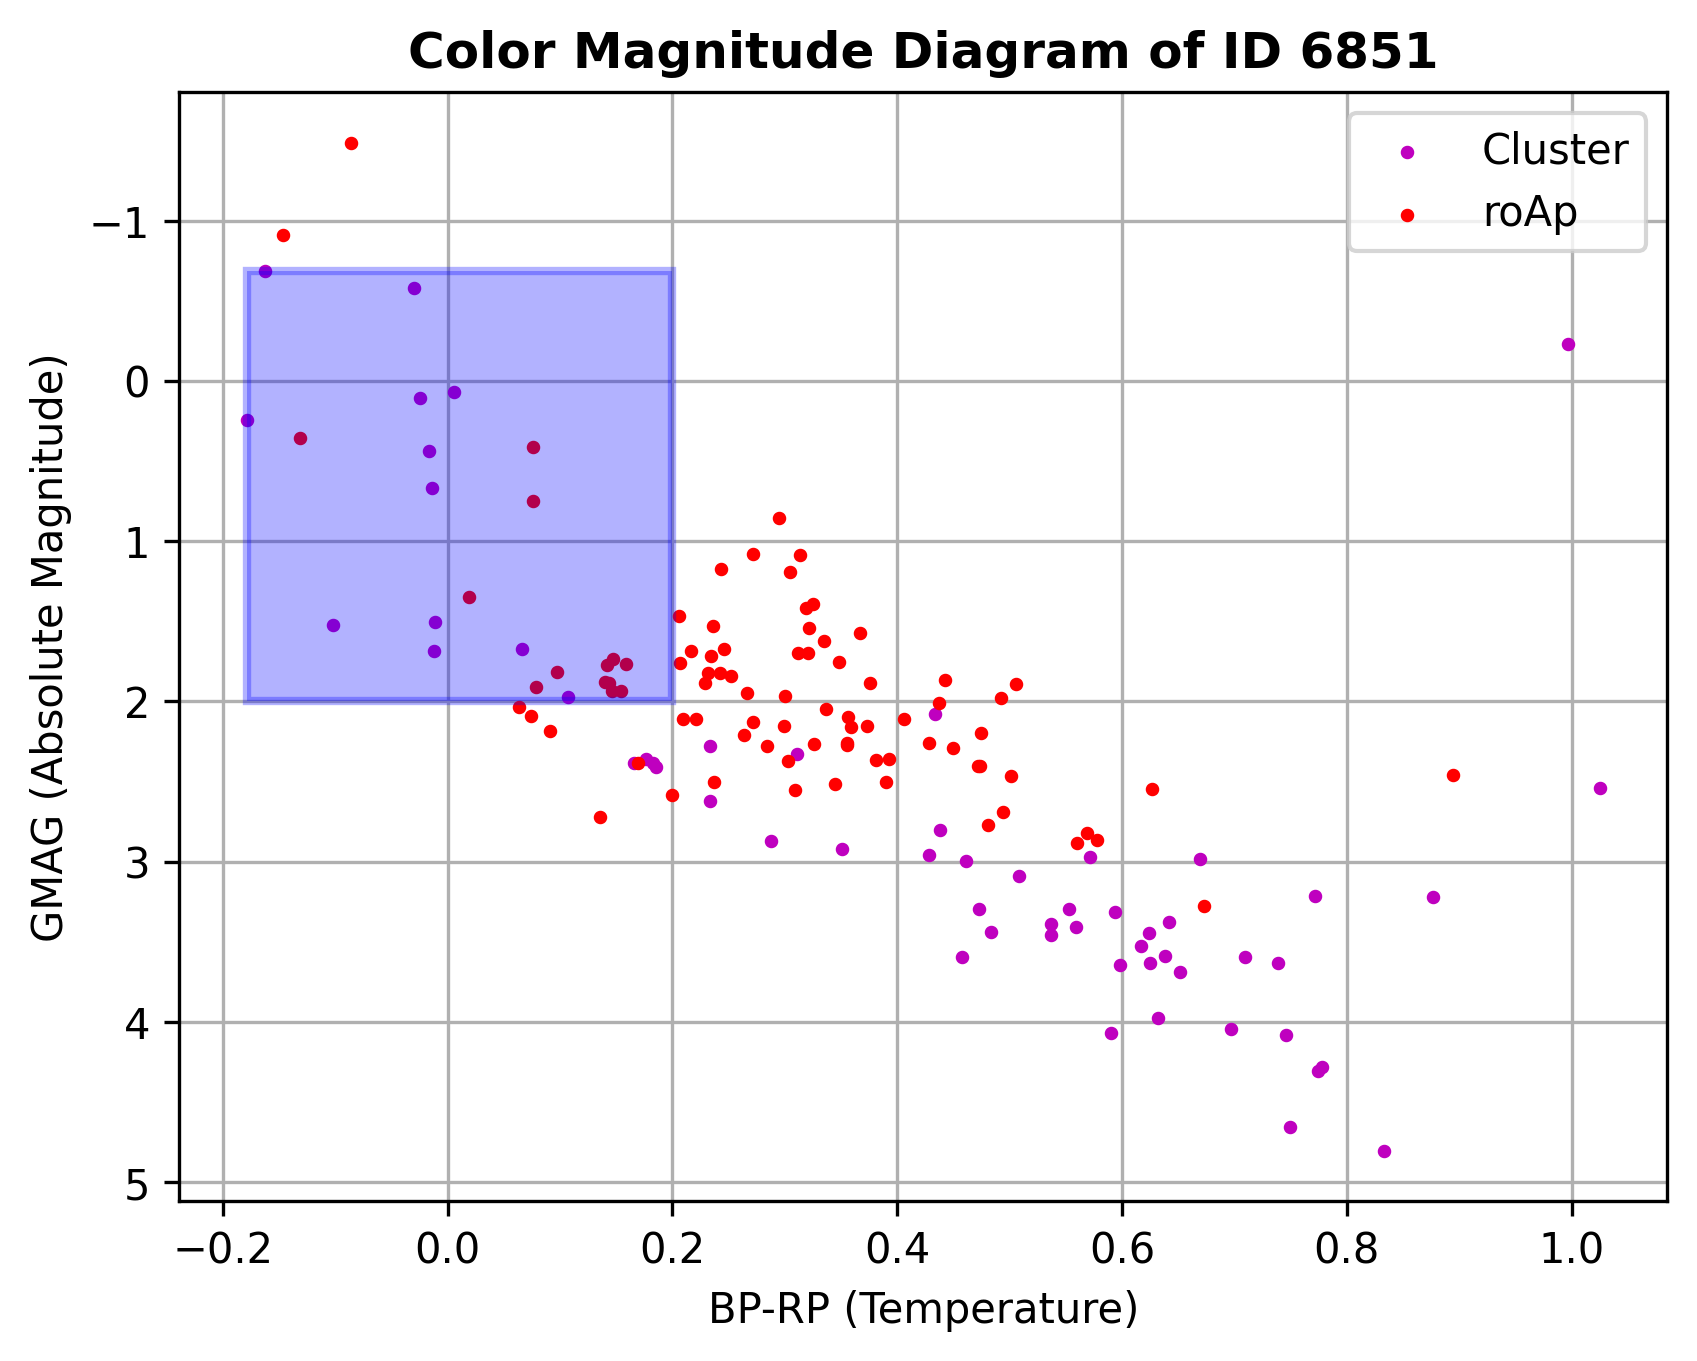 Color Magnitude Diagram of ID 6851
Cluster
roAp
GMAG (Absolute Magnitude)
−1
0
1
2
3
4
5
−0.2 0.0 0.2 0.4 0.6 0.8 1.0
BP-RP (Temperature)